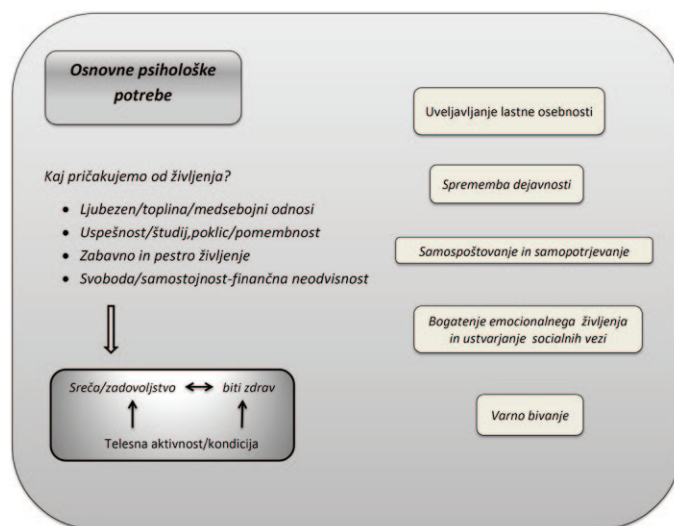 Osnovne psihološke
potrebe
Kaj pričakujemo od življenja?
• Ljubezen/toplina/medsebojni odnosi
• Uspešnost/študij,poklic/pomembnost
• Zabavno in pestro življenje
• Svoboda/samostojnost-finančna neodvisnost
Sreča/zadovoljstvo
biti zdrav
Telesna aktivnost/kondicija
Uveljavljanje lastne osebnosti
Sprememba dejavnosti
Samospoštovanje in samopotrjevanje
Bogatenje emocionalnega življenja
in ustvarjanje socialnih vezi
Varno bivanje